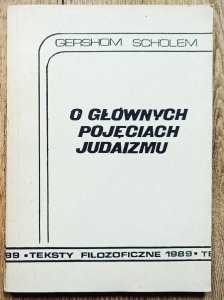 GERSHOM SCHOLEM
O GŁÓWNYCH
POJĘCIACH
JUDAIZMU
89 • TEKSTY FILOZOFICZNE 1989 • TE